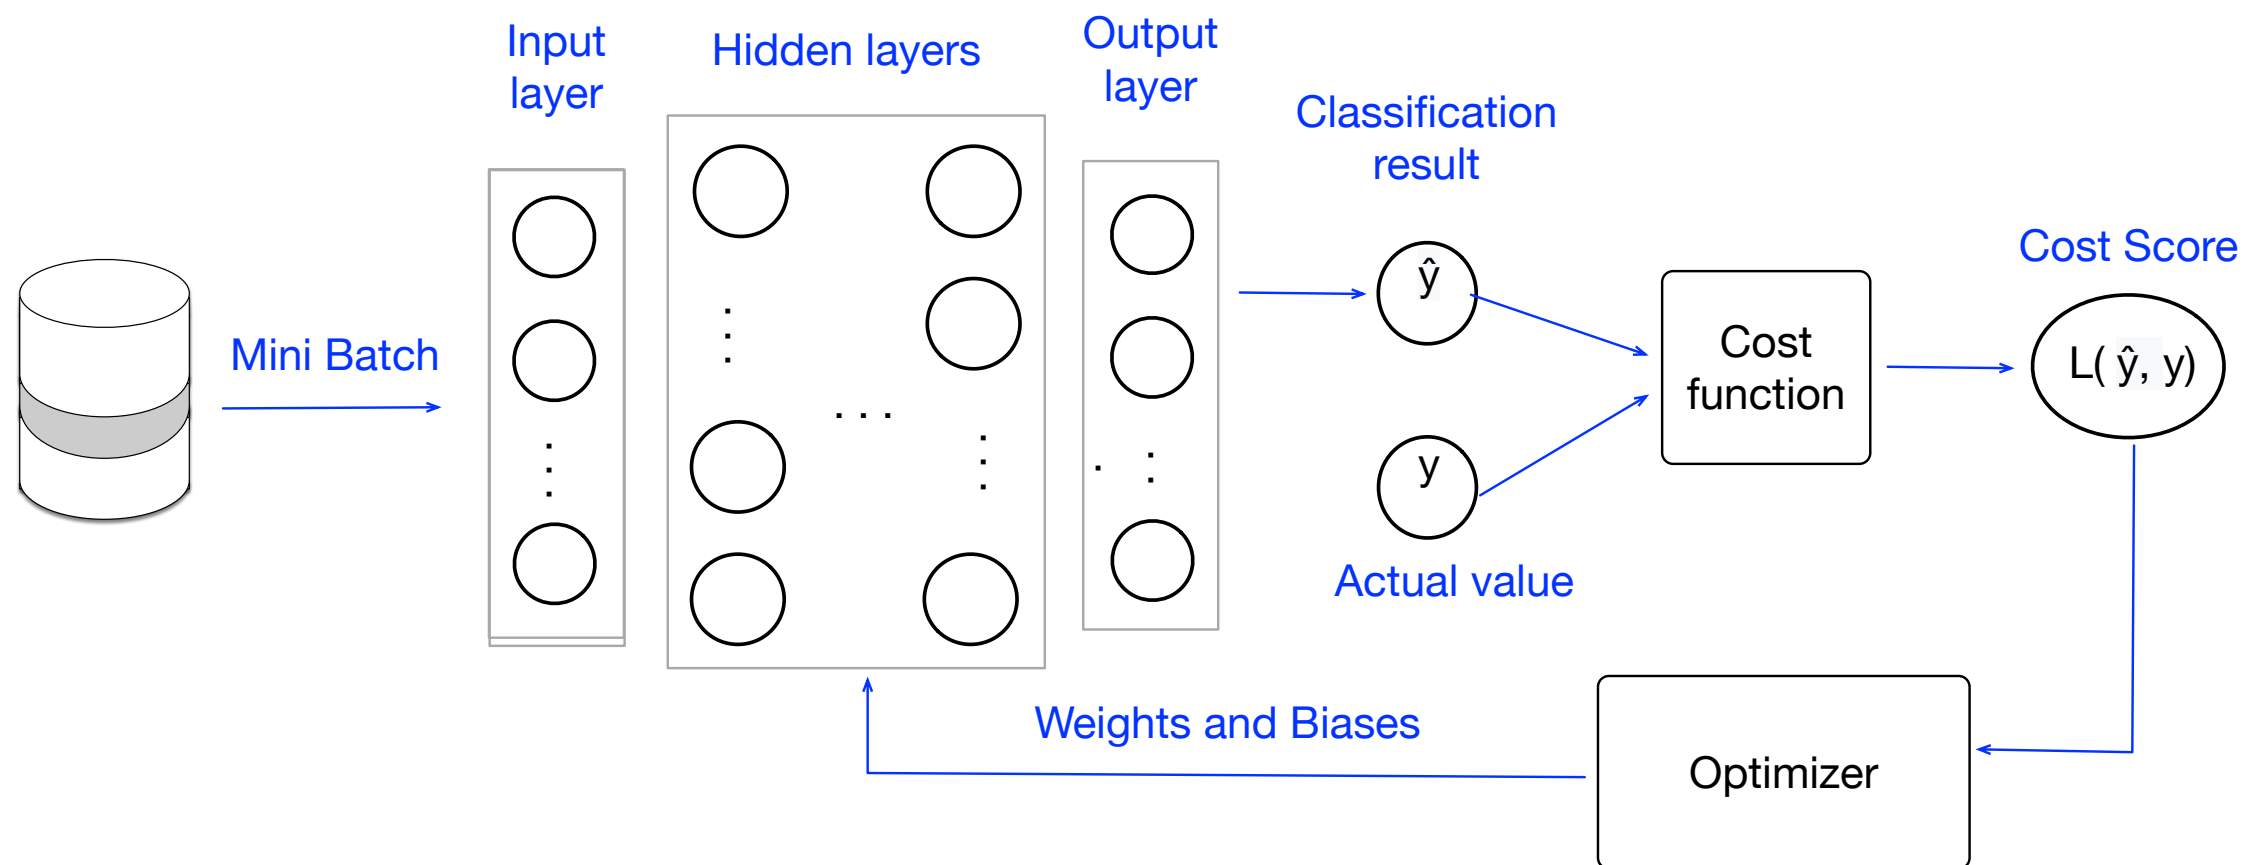 Input
layer
Hidden layers
Output
layer
Classification
result
Mini Batch
ŷ
y
Actual value
Cost
function
Cost Score
L( ŷ, y)
Weights and Biases
Optimizer